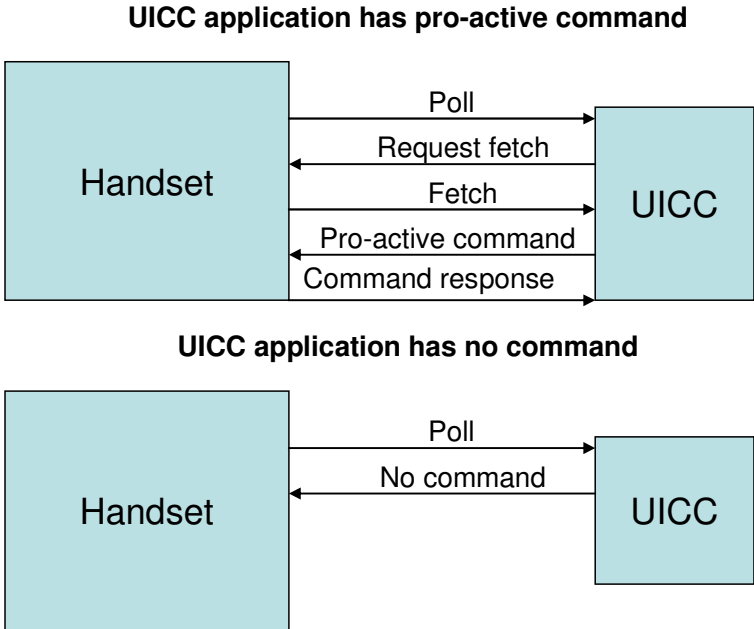 UICC application has pro-active command
Poll
Request fetch
Handset
Fetch
UICC
Pro-active command
Command response
UICC application has no command
Poll
No command
Handset
UICC